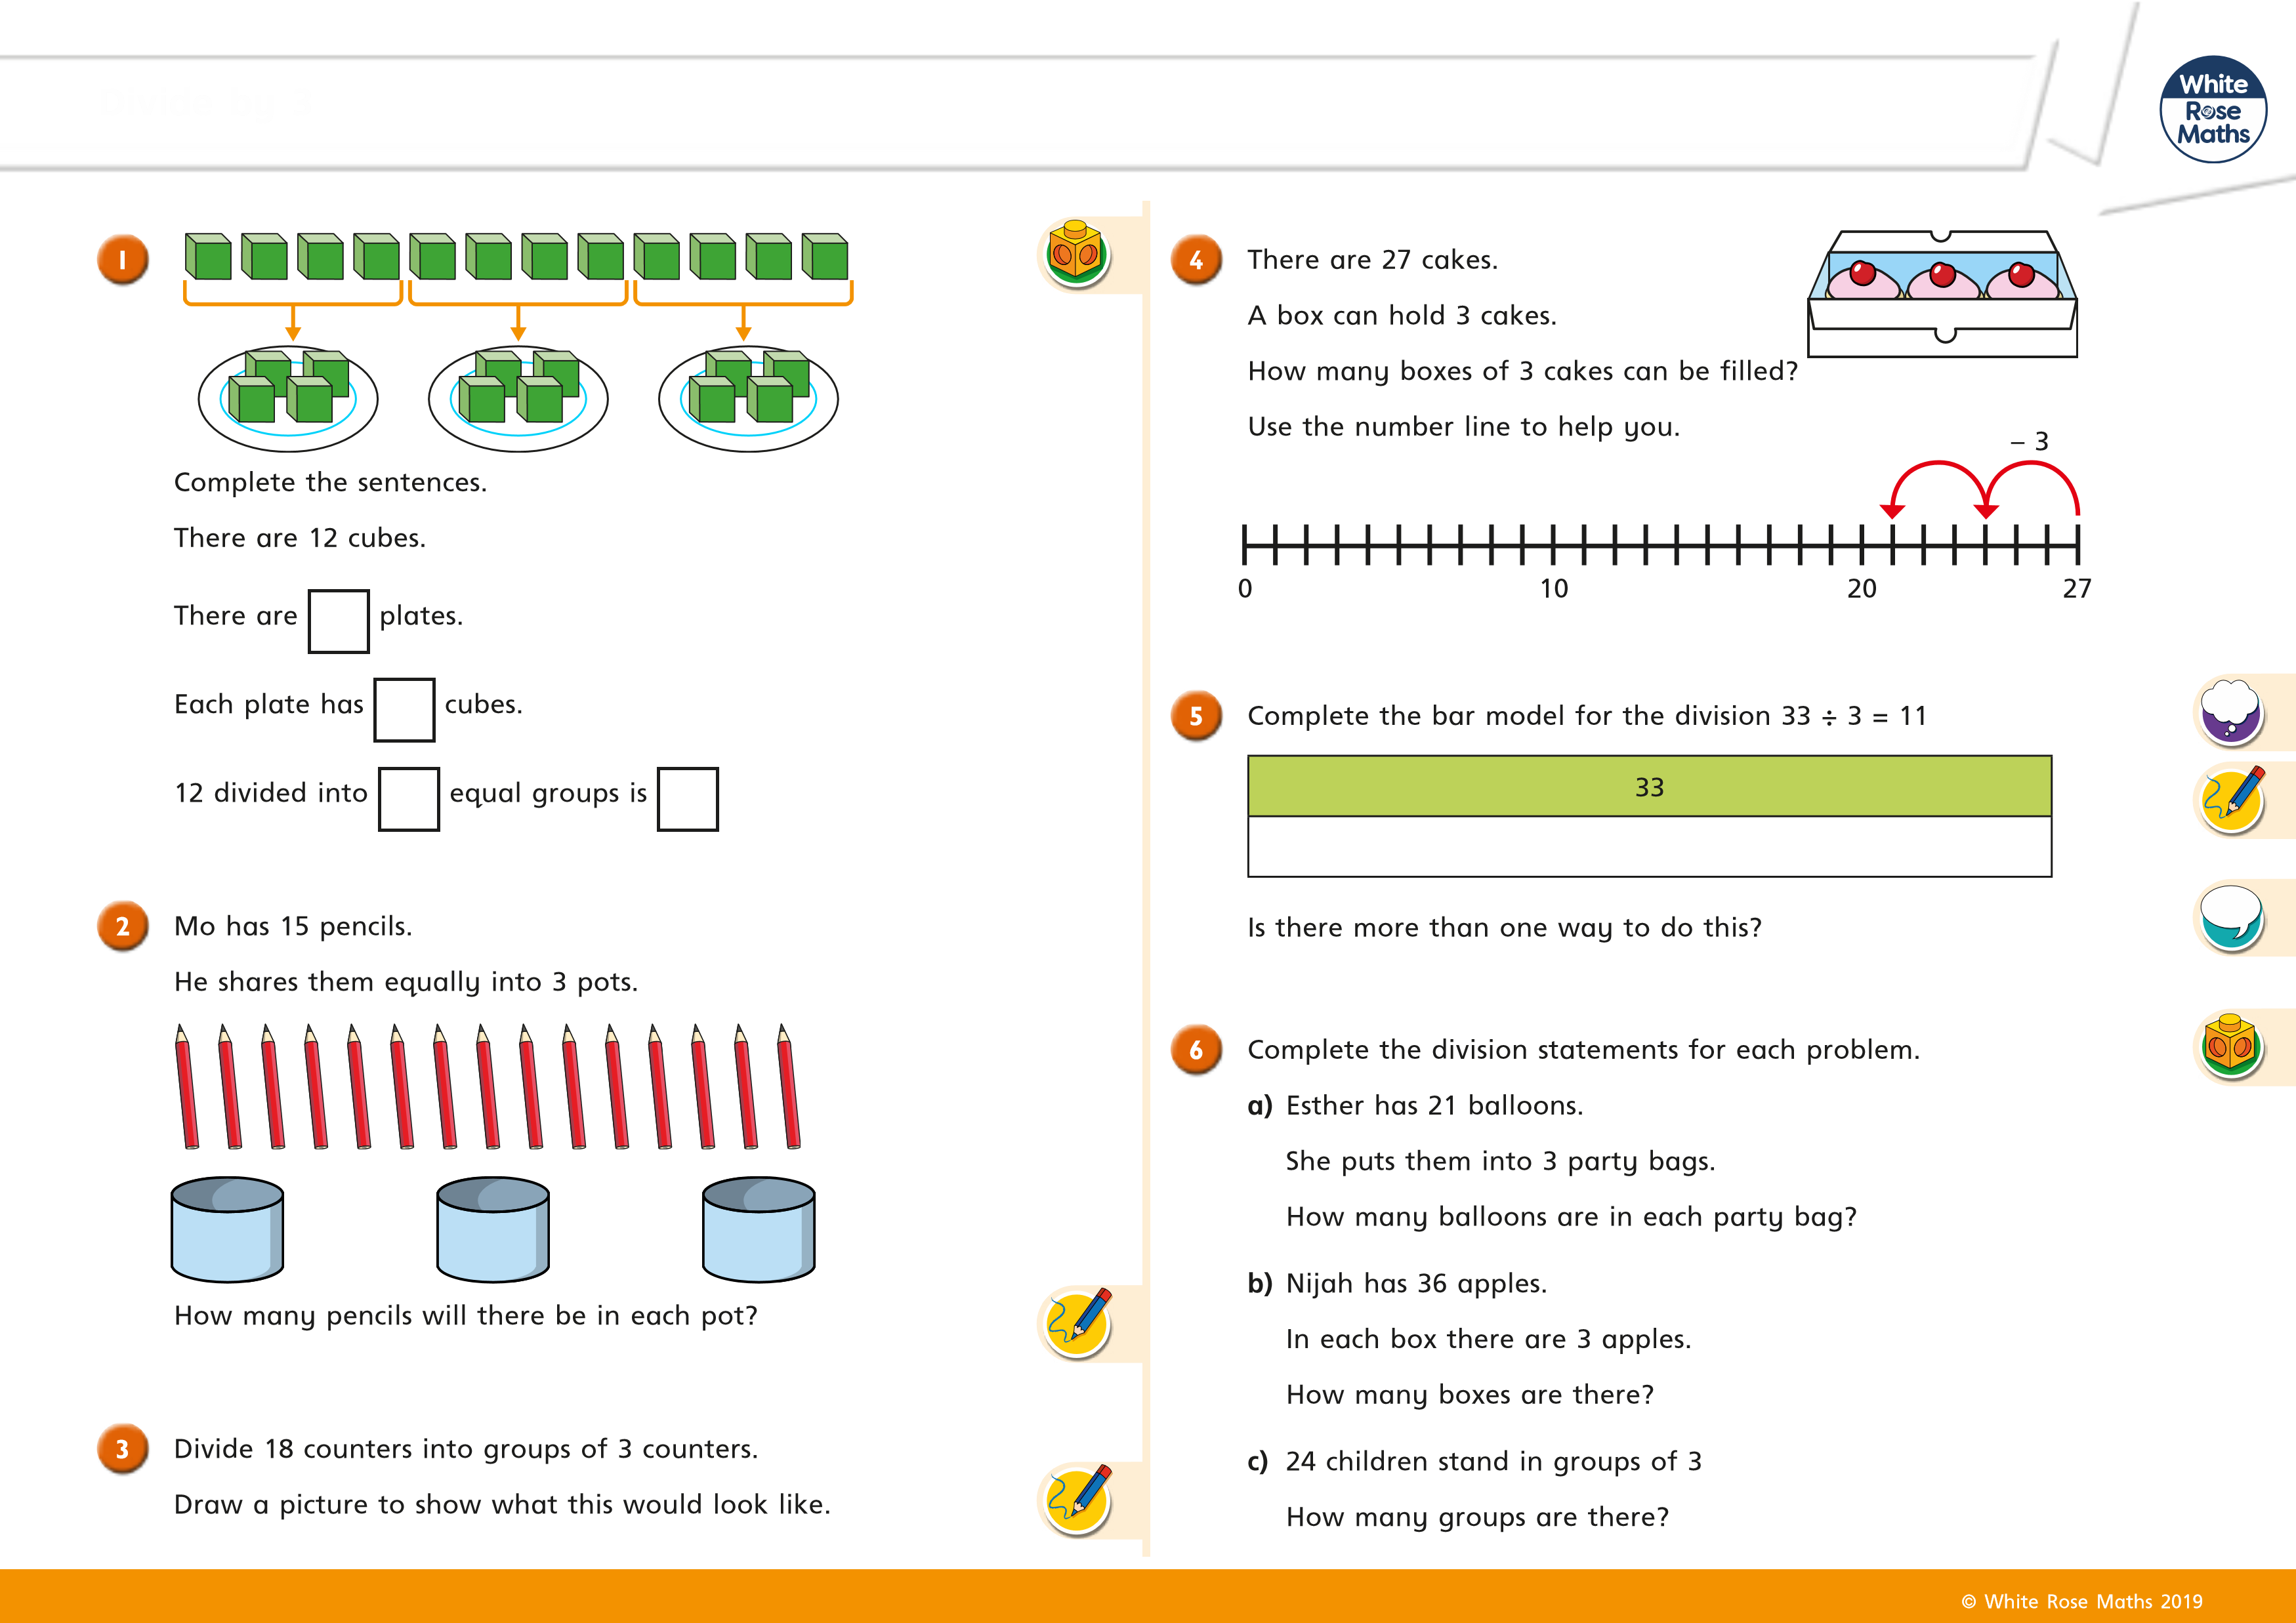 White
Rose
Maths
1
Complete the sentences.
There are 12 cubes.
There are plates.
Each plate has cubes.
12 divided into equal groups is
2 Mo has 15 pencils.
He shares them equally into 3 pots.
How many pencils will there be in each pot?
3 Divide 18 counters into groups of 3 counters.
Draw a picture to show what this would look like.
4 There are 27 cakes.
A box can hold 3 cakes.
How many boxes of 3 cakes can be filled?
Use the number line to help you.
– 3
0 10 20 27
5 Complete the bar model for the division 33 ÷ 3 = 11
33
Is there more than one way to do this?
6 Complete the division statements for each problem.
a) Esther has 21 balloons.
She puts them into 3 party bags.
How many balloons are in each party bag?
b) Nijah has 36 apples.
In each box there are 3 apples.
How many boxes are there?
c) 24 children stand in groups of 3
How many groups are there?
© White Rose Maths 2019